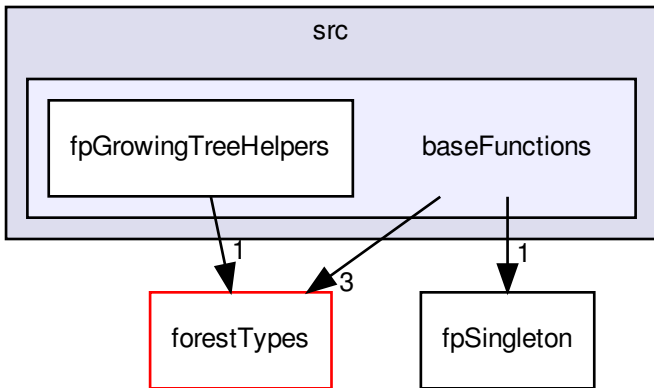 src
fpGrowingTreeHelpers
baseFunctions
1
3
1
forestTypes
fpSingleton